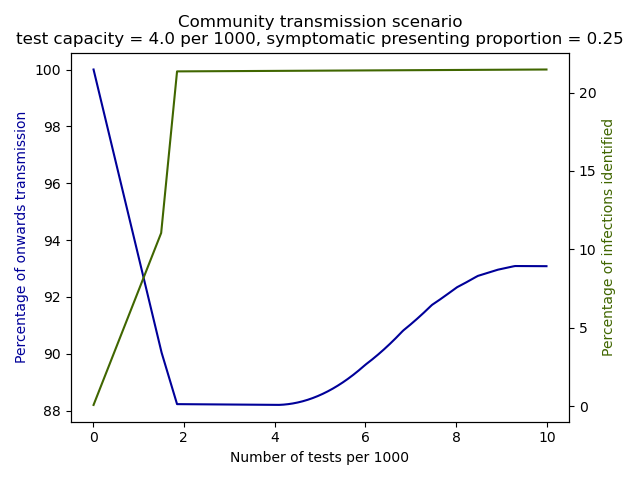 Community transmission scenario
test capacity = 4.0 per 1000, symptomatic presenting proportion = 0.25
Percentage of onwards transmission
100
98
96
94
92
90
88
20
15
10
5
0
Percentage of infections identified
0 2 4 6 8 10
Number of tests per 1000